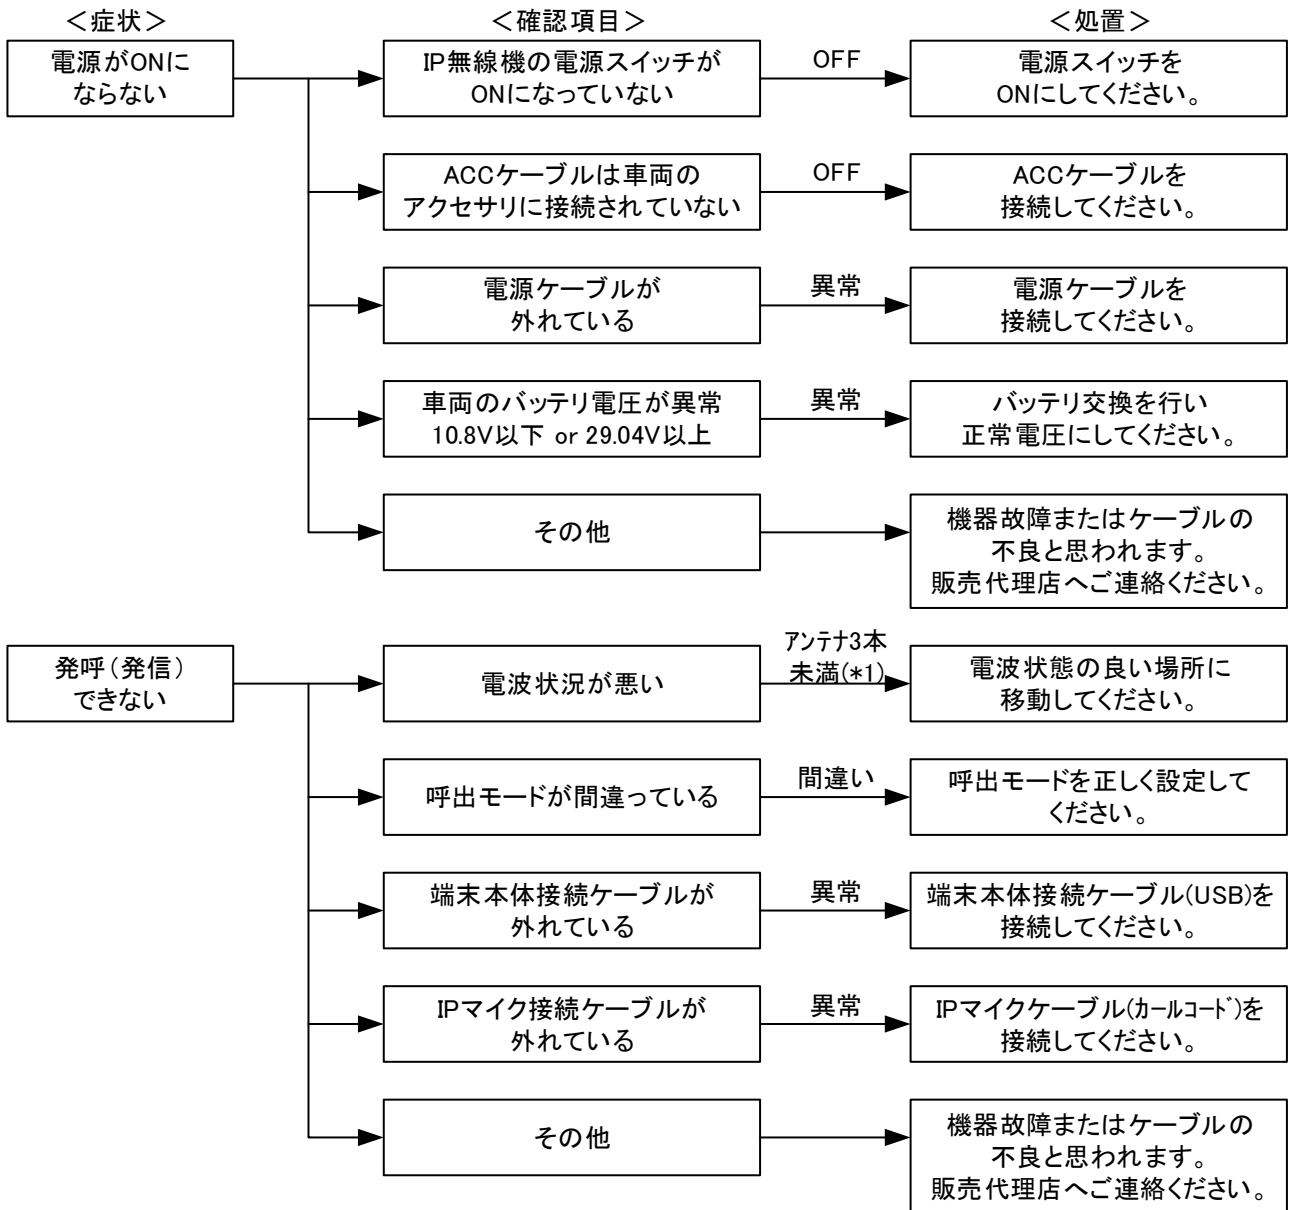 ＜症状＞
＜確認項目＞
＜処置＞
電源がONに
ならない
IP無線機の電源スイッチが
ONになっていない
OFF
電源スイッチを
ONにしてください。
ACCケーブルは車両の
アクセサリに接続されていない
OFF
ACCケーブルを
接続してください。
電源ケーブルが
外れている
異常
電源ケーブルを
接続してください。
車両のバッテリ電圧が異常
10.8V以下 or 29.04V以上
異常
バッテリ交換を行い
正常電圧にしてください。
その他
機器故障またはケーブルの
不良と思われます。
販売代理店へご連絡ください。
発呼（発信）
できない
電波状況が悪い
ｱﾝﾃﾅ3本
未満(*1)
電波状態の良い場所に
移動してください。
呼出モードが間違っている
間違い
呼出モードを正しく設定して
ください。
端末本体接続ケーブルが
外れている
異常
端末本体接続ケーブル(USB)を
接続してください。
IPマイク接続ケーブルが
外れている
異常
IPマイクケーブル(ｶｰﾙｺｰﾄﾞ)を
接続してください。
その他
機器故障またはケーブルの
不良と思われます。
販売代理店へご連絡ください。